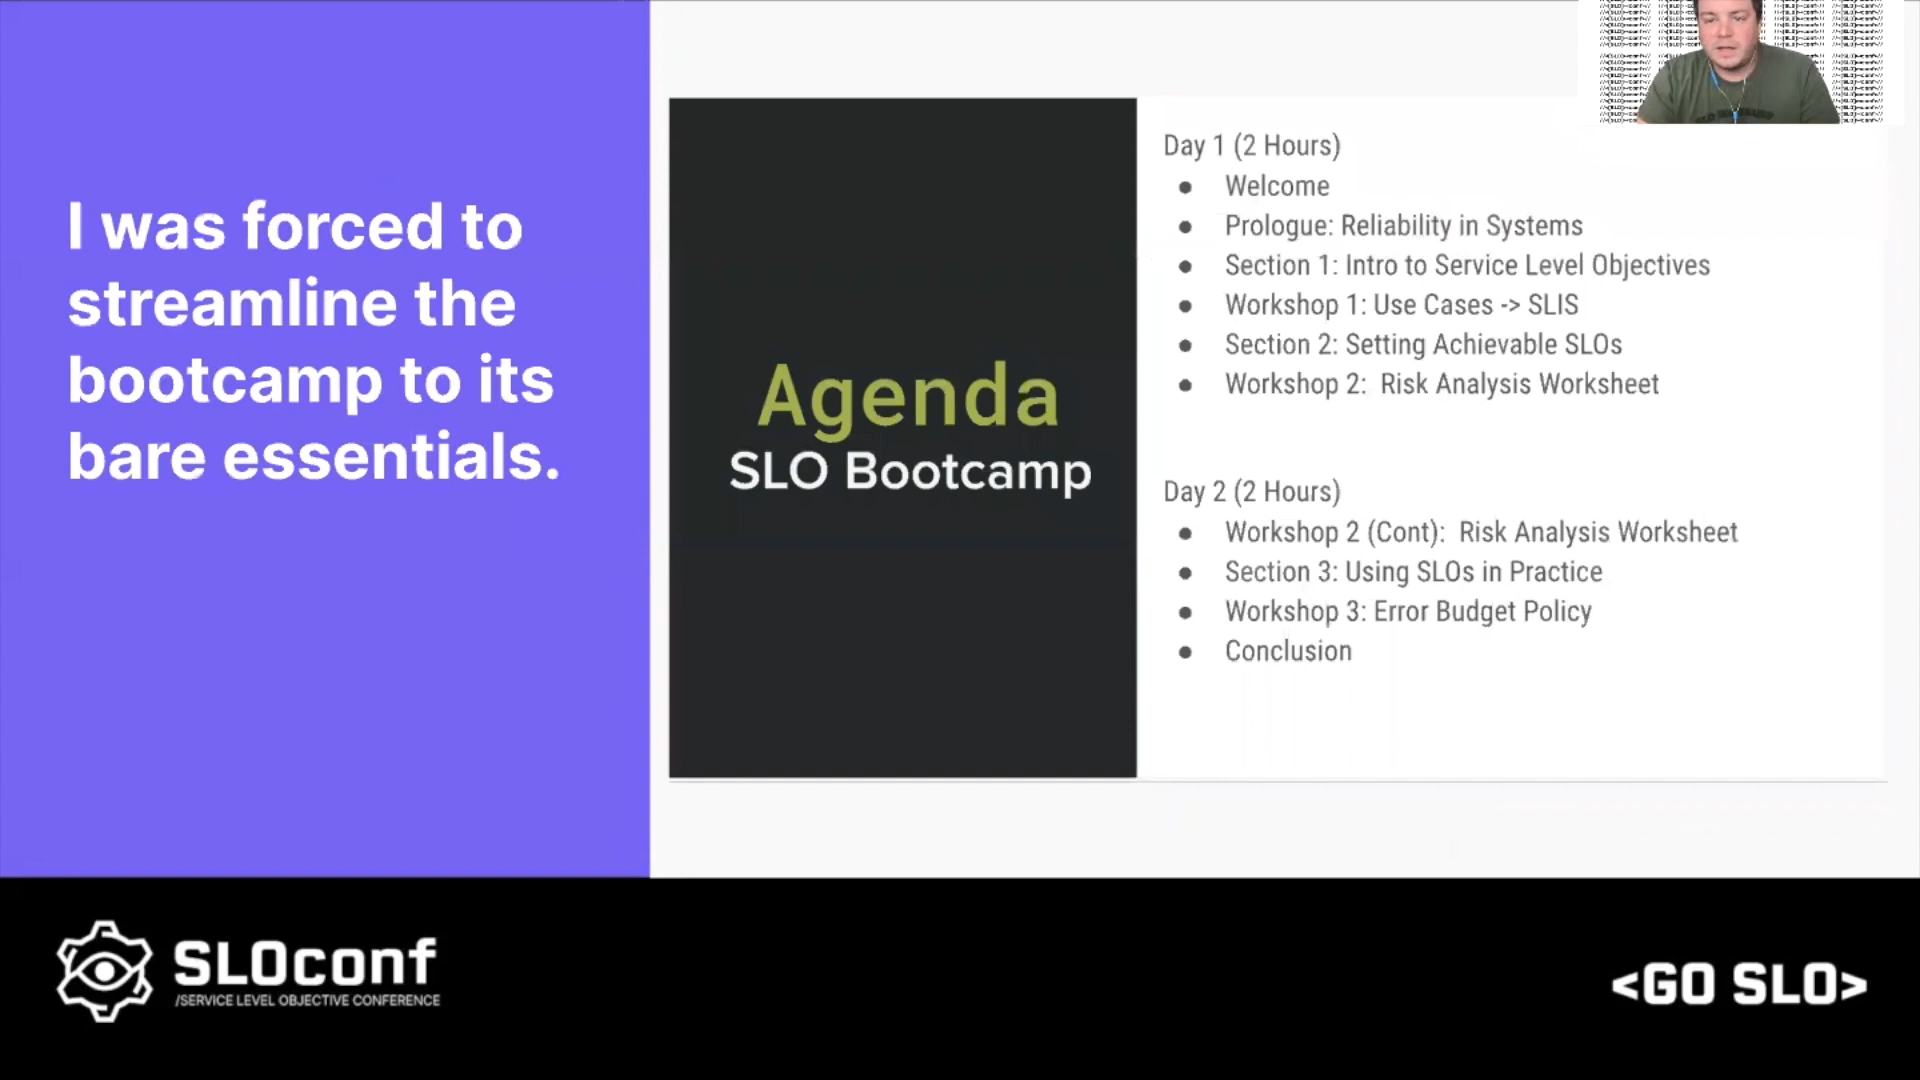 I was forced to
streamline the
bootcamp to its
bare essentials.
Agenda
SLO Bootcamp
Day 1 (2 Hours)
● Welcome
● Prologue: Reliability in Systems
● Section 1: Intro to Service Level Objectives
● Workshop 1: Use Cases -> SLIS
● Section 2: Setting Achievable SLOs
● Workshop 2: Risk Analysis Worksheet
Day 2 (2 Hours)
● Workshop 2 (Cont): Risk Analysis Worksheet
● Section 3: Using SLOs in Practice
● Workshop 3: Error Budget Policy
● Conclusion
SLOconf
/SERVICE LEVEL OBJECTIVE CONFERENCE
<GO SLO>